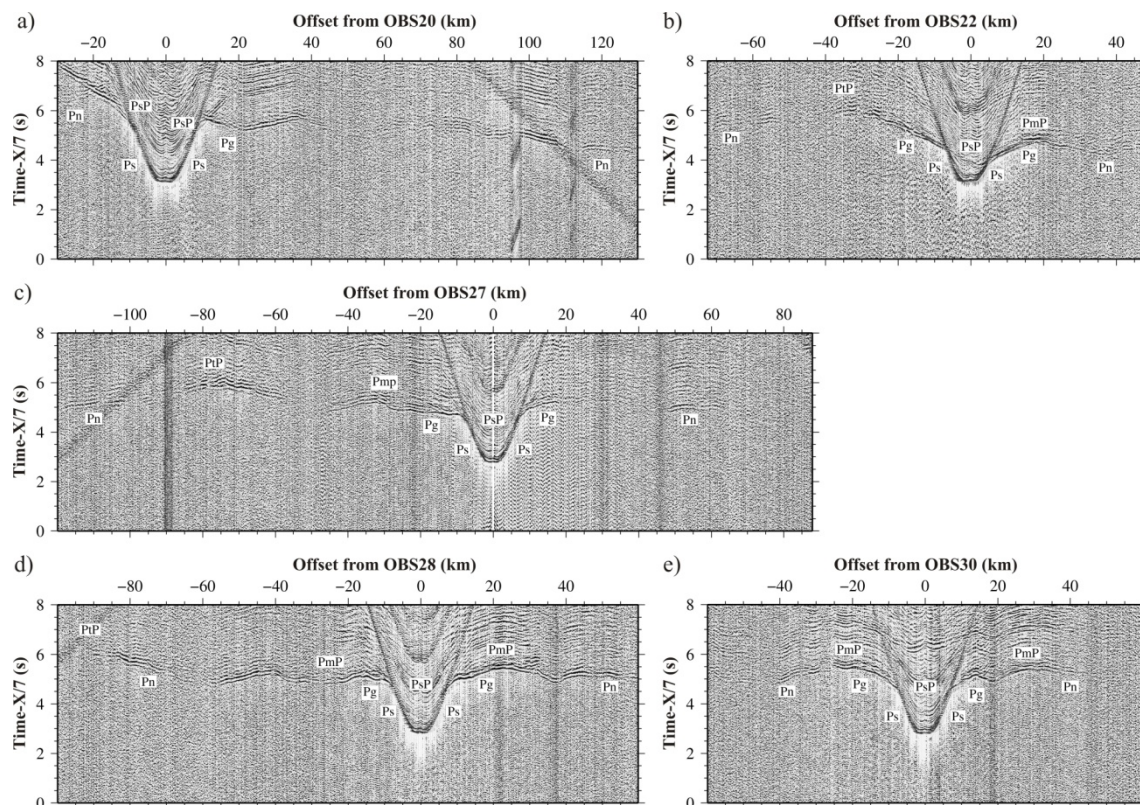 a)
Offset from OBS20 (km)
−20 0 20 40 60 80 100 120
Time-X/7 (s)
8
6
4
2
0
Pn
PsP
PsP
Ps
Ps
Pg
Pn
b)
Offset from OBS22 (km)
−60 −40 −20 0 20 40
Time-X/7 (s)
8
6
4
2
0
PtP
Pn
Pg
Ps
PsP
Ps
PmP
Pg
Pn
c)
Offset from OBS27 (km)
−100 −80 −60 −40 −20 0 20 40 60 80
Time-X/7 (s)
8
6
4
2
0
PtP
Pn
Pmp
Pg
PsP
Pg
Ps
Ps
Pn
d)
Offset from OBS28 (km)
−80 −60 −40 −20 0 20 40
Time-X/7 (s)
8
6
4
2
0
PtP
Pn
PmP
PmP
Pg
PsP
Pg
Ps
Ps
Pn
e)
Offset from OBS30 (km)
−40 −20 0 20 40
Time-X/7 (s)
8
6
4
2
0
PmP
PmP
Pn
Pg
PsP
Pg
Ps
Ps
Pn